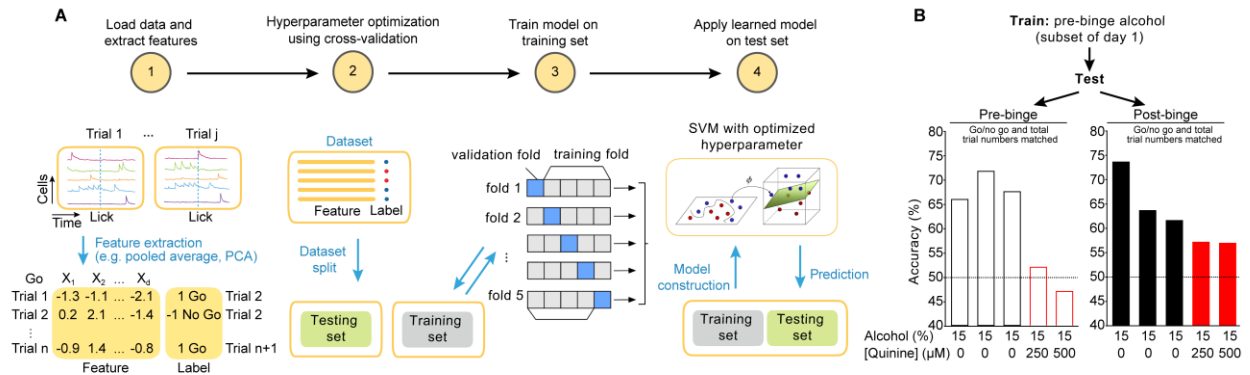 A
Load data and
extract features
1
Hyperparameter optimization
using cross-validation
2
Train model on
training set
3
Apply learned model
on test set
4
Trial 1 ... Trial j
Cells
Time
Lick
Lick
Feature extraction
(e.g. pooled average, PCA)
Go X1 X2 ... Xd
Trial 1 -1.3 -1.1 ... -2.1 1 Go Trial 2
Trial 2 0.2 2.1 ... -1.4 -1 No Go Trial 2
⋮
Trial n -0.9 1.4 ... -0.8 1 Go Trial n+1
Feature Label
Dataset
Feature Label
Dataset
split
Testing
set
Training
set
validation fold training fold
fold 1
fold 2
⋮
fold 5
SVM with optimized
hyperparameter
ϕ
Model
construction
Prediction
Training
set
Testing
set
B
Train: pre-binge alcohol
(subset of day 1)
Test
Pre-binge
Go/no go and total
trial numbers matched
Accuracy (%)
80
75
70
65
60
55
50
45
40
Post-binge
Go/no go and total
trial numbers matched
80
75
70
65
60
55
50
45
40
Alcohol (%) 15 15 15 15 15 15 15 15 15 15
[Quinine] (µM) 0 0 0 250 500 0 0 0 250 500